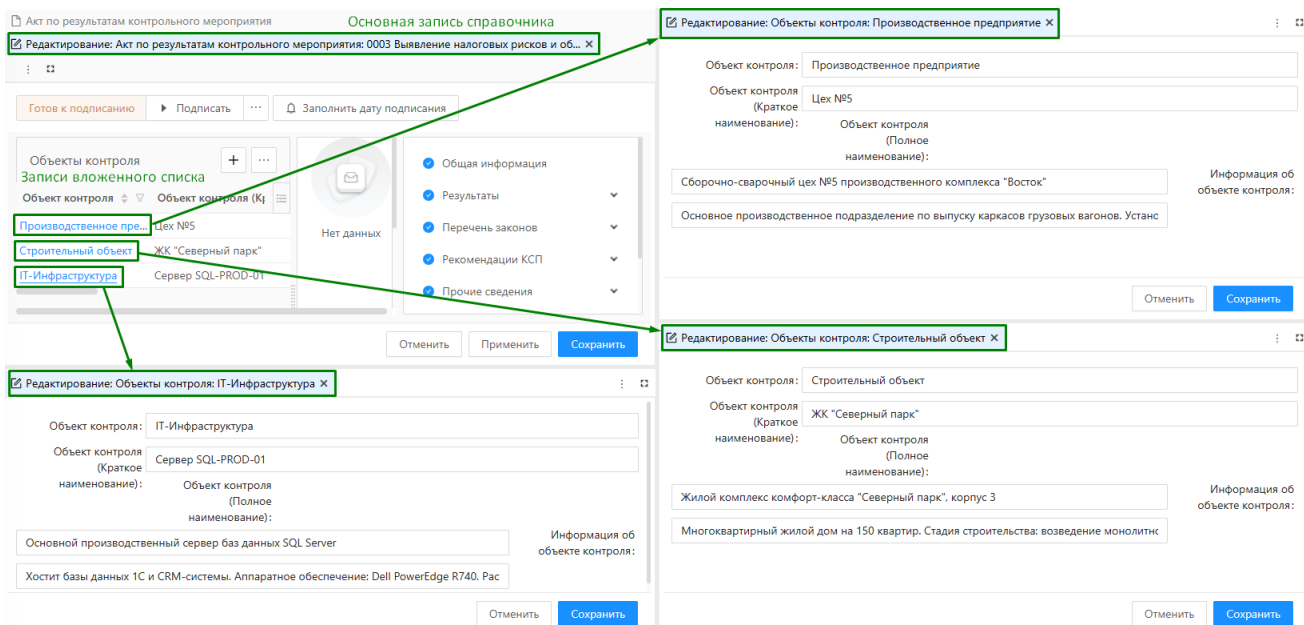 Акт по результатам контрольного мероприятия
Основная запись справочника
Редактирование: Акт по результатам контрольного мероприятия: 0003 Выявление налоговых рисков и об... ×
Готов к подписанию
Подписать
...
Заполнить дату подписания
Объекты контроля
+
...
Записи вложенного списка
Объект контроля
Объект контроля (К
Производственное пре...
Цех №5
Строительный объект
ЖК "Северный парк"
IT-Инфраструктура
Сервер SQL-PROD-01
Нет данных
Общая информация
Результаты
Перечень законов
Рекомендации КСП
Прочие сведения
Отменить
Применить
Сохранить
Редактирование: Объекты контроля: IT-Инфраструктура ×
Объект контроля:
IT-Инфраструктура
Объект контроля
(Краткое
наименование):
Сервер SQL-PROD-01
Объект контроля
(Полное
наименование):
Основной производственный сервер баз данных SQL Server
Информация об
объекте контроля:
Хостит базы данных 1С и CRM-системы. Аппаратное обеспечение: Dell PowerEdge R740. Рас
Отменить
Сохранить
Редактирование: Объекты контроля: Производственное предприятие ×
Объект контроля:
Производственное предприятие
Объект контроля
(Краткое
наименование):
Цех №5
Объект контроля
(Полное
наименование):
Сборочно-сварочный цех №5 производственного комплекса "Восток"
Информация об
объекте контроля:
Основное производственное подразделение по выпуску каркасов грузовых вагонов. Устано
Отменить
Сохранить
Редактирование: Объекты контроля: Строительный объект ×
Объект контроля:
Строительный объект
Объект контроля
(Краткое
наименование):
ЖК "Северный парк"
Объект контроля
(Полное
наименование):
Жилой комплекс комфорт-класса "Северный парк", корпус 3
Информация об
объекте контроля:
Многоквартирный жилой дом на 150 квартир. Стадия строительства: возведение монолитно
Отменить
Сохранить